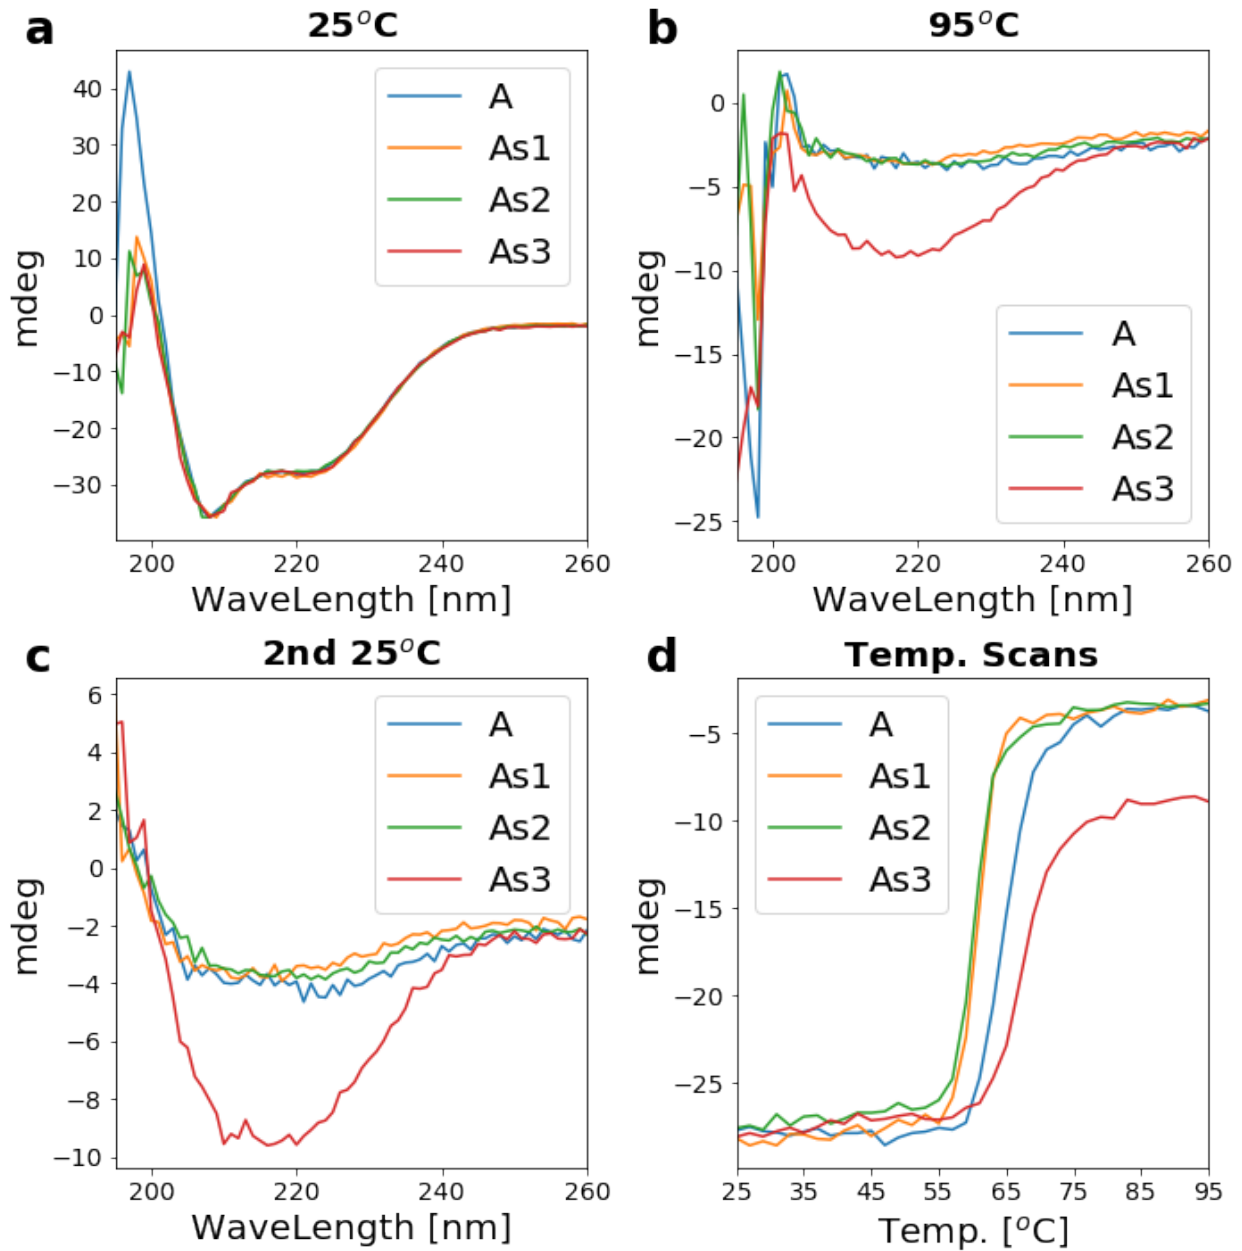 a
25°C
40
30
20
10
0
−10
−20
−30
mdeg
A
As1
As2
As3
200
220
240
260
WaveLength [nm]
b
95°C
0
−5
−10
−15
−20
−25
mdeg
A
As1
As2
As3
200
220
240
260
WaveLength [nm]
c
2nd 25°C
6
4
2
0
−2
−4
−6
−8
−10
mdeg
A
As1
As2
As3
200
220
240
260
WaveLength [nm]
d
Temp. Scans
−5
−10
−15
−20
−25
mdeg
A
As1
As2
As3
25
35
45
55
65
75
85
95
Temp. [°C]